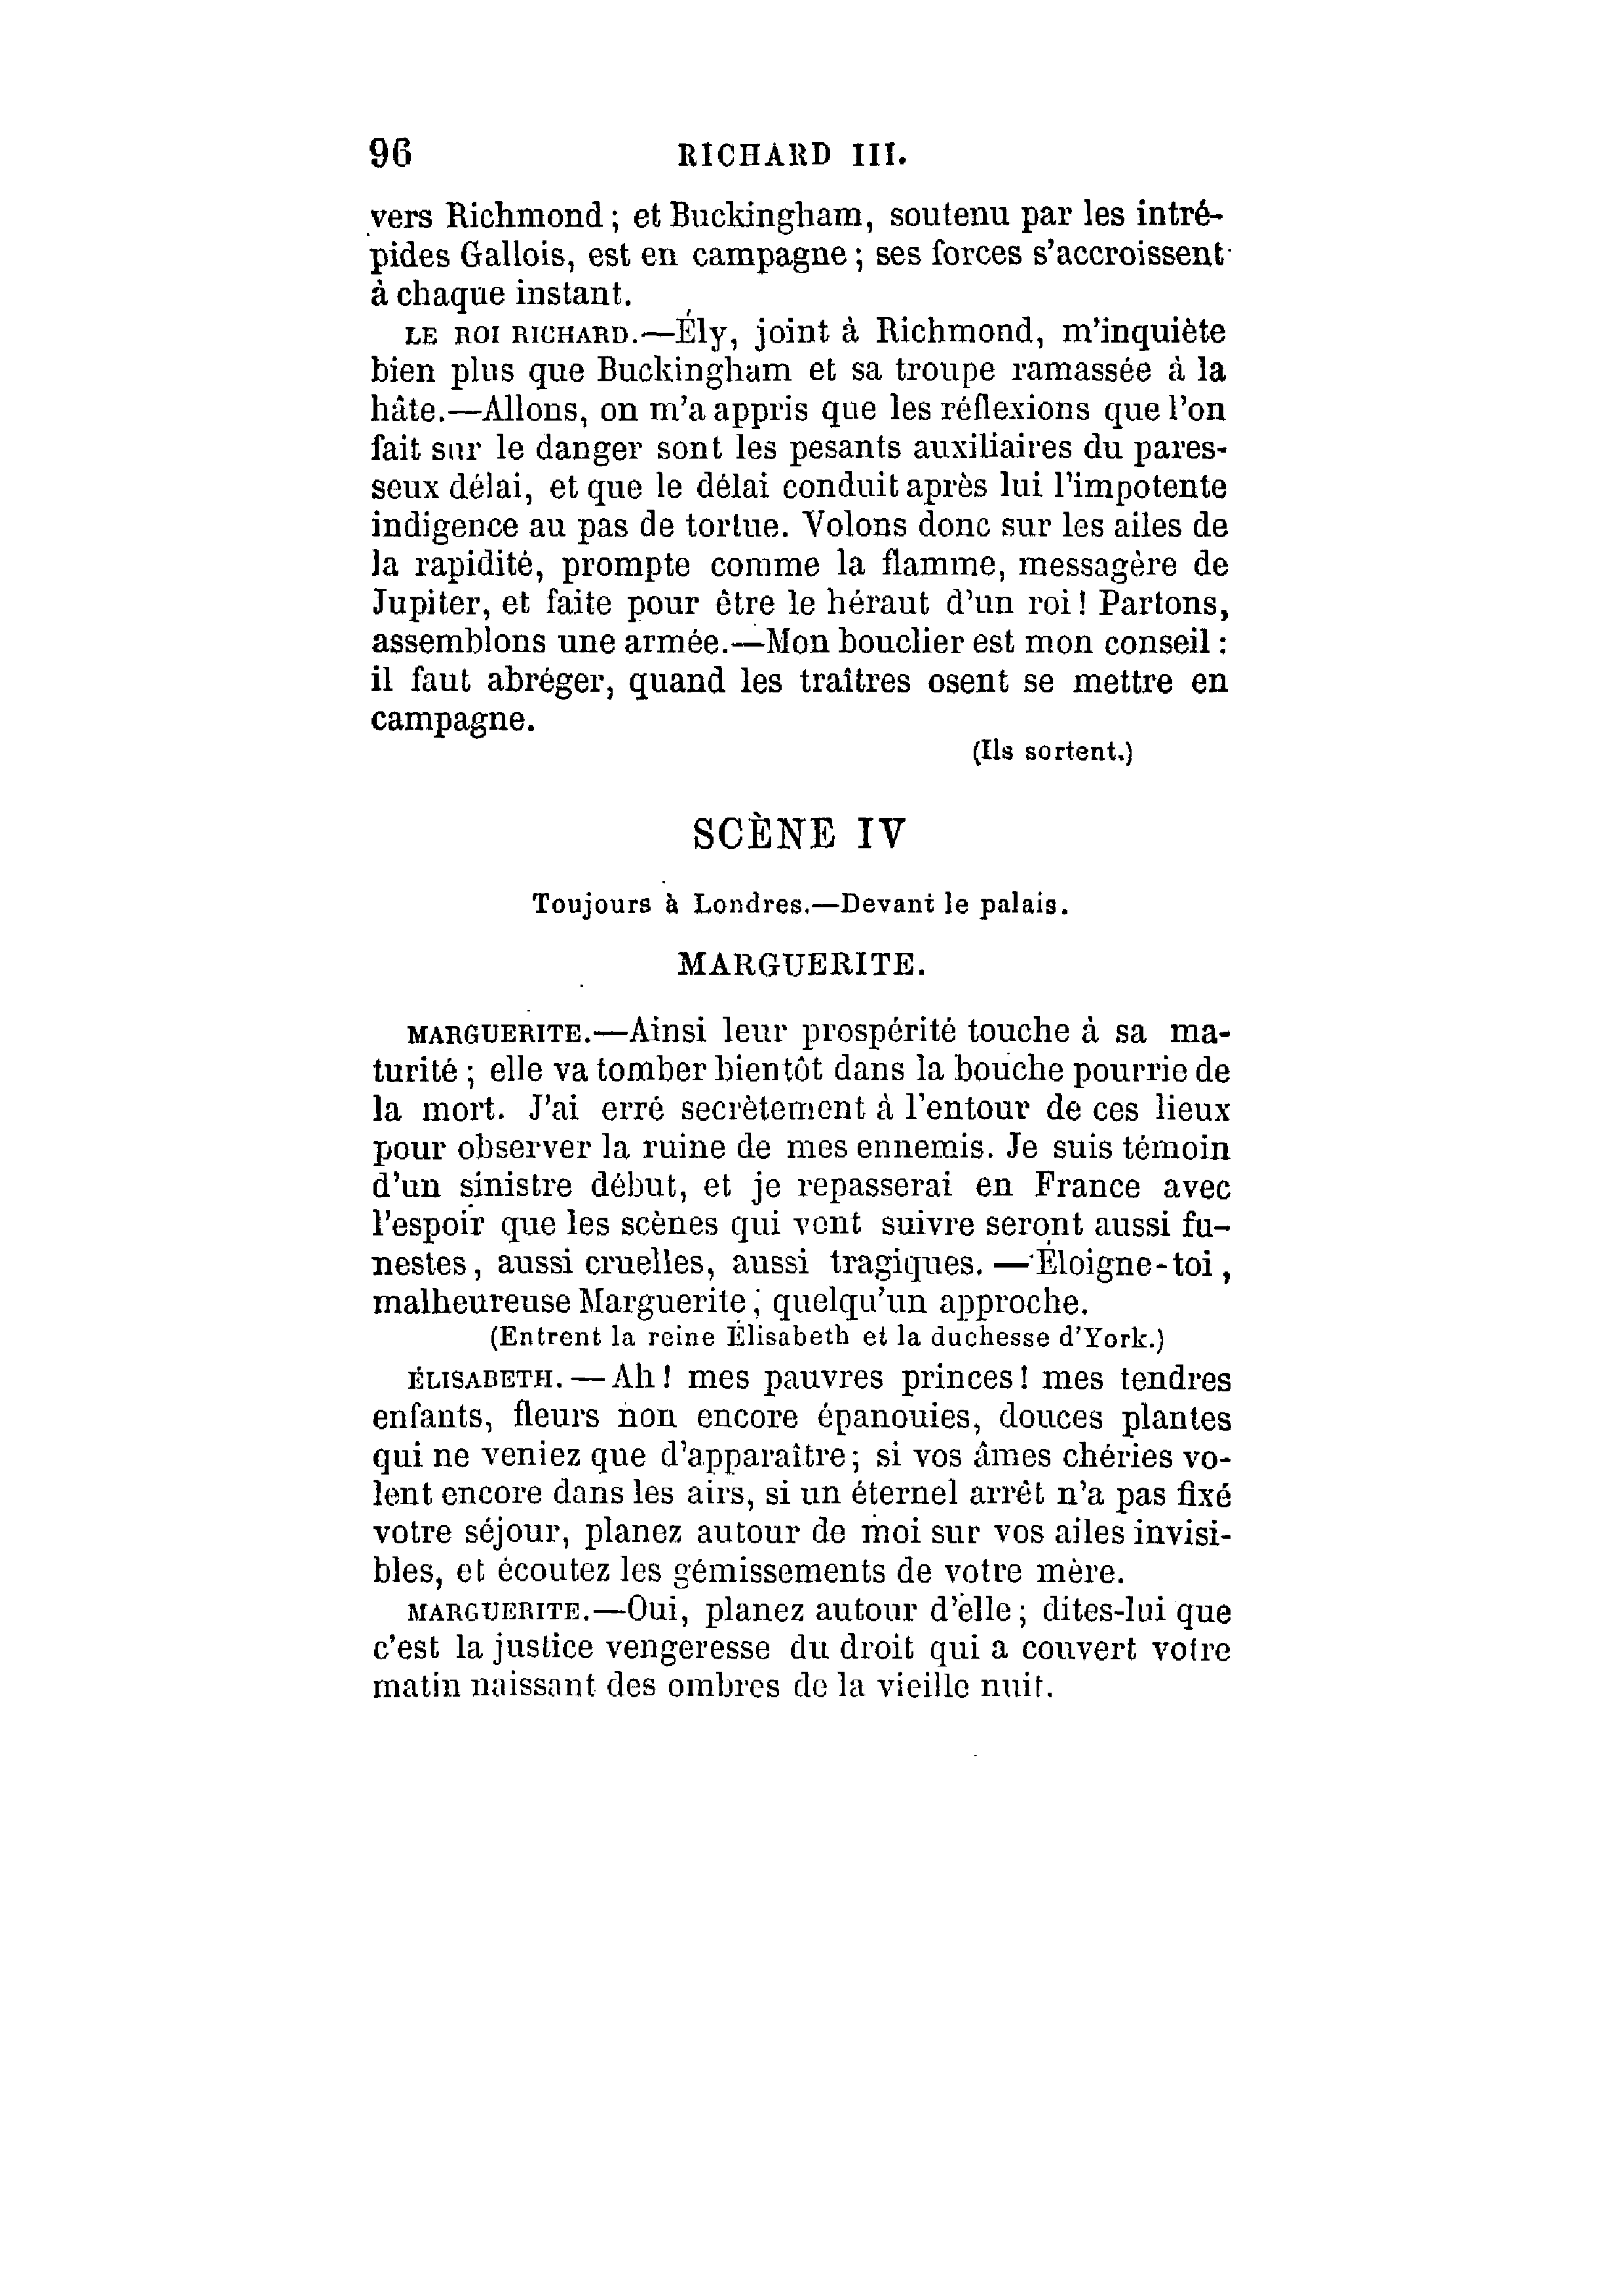 96 RICHARD III.
vers Richmond ; et Buckingham, soutenu par les intré-
pides Gallois, est en campagne ; ses forces s'accroissent
à chaque instant.
LE ROI RICHARD.—Ély, joint à Richmond, m'inquiète
bien plus que Buckingham et sa troupe ramassée à la
hâte.—Allons, on m'a appris que les réflexions que l'on
fait sur le danger sont les pesants auxiliaires du pares-
seux délai, et que le délai conduit après lui l'impotente
indigence au pas de tortue. Volons donc sur les ailes de
la rapidité, prompte comme la flamme, messagère de
Jupiter, et faite pour être le héraut d'un roi! Partons,
assemblons une armée.—Mon bouclier est mon conseil :
il faut abréger, quand les traîtres osent se mettre en
campagne.
(Ils sortent.)
SCÈNE IV
Toujours à Londres.—Devant le palais.
MARGUERITE.
MARGUERITE.—Ainsi leur prospérité touche à sa ma-
turité ; elle va tomber bientôt dans la bouche pourrie de
la mort. J'ai erré secrètement à l'entour de ces lieux
pour observer la ruine de mes ennemis. Je suis témoin
d'un sinistre début, et je repasserai en France avec
l'espoir que les scènes qui vont suivre seront aussi fu-
nestes, aussi cruelles, aussi tragiques. —Éloigne-toi,
malheureuse Marguerite ; quelqu'un approche.
(Entrent la reine Élisabeth et la duchesse d'York.)
ÉLISABETH. — Ah! mes pauvres princes! mes tendres
enfants, fleurs non encore épanouies, douces plantes
qui ne veniez que d'apparaître ; si vos âmes chéries vo-
lent encore dans les airs, si un éternel arrêt n'a pas fixé
votre séjour, planez autour de moi sur vos ailes invisi-
bles, et écoutez les gémissements de votre mère.
MARGUERITE.—Oui, planez autour d'elle ; dites-lui que
c'est la justice vengeresse du droit qui a couvert votre
matin naissant des ombres de la vieille nuit.